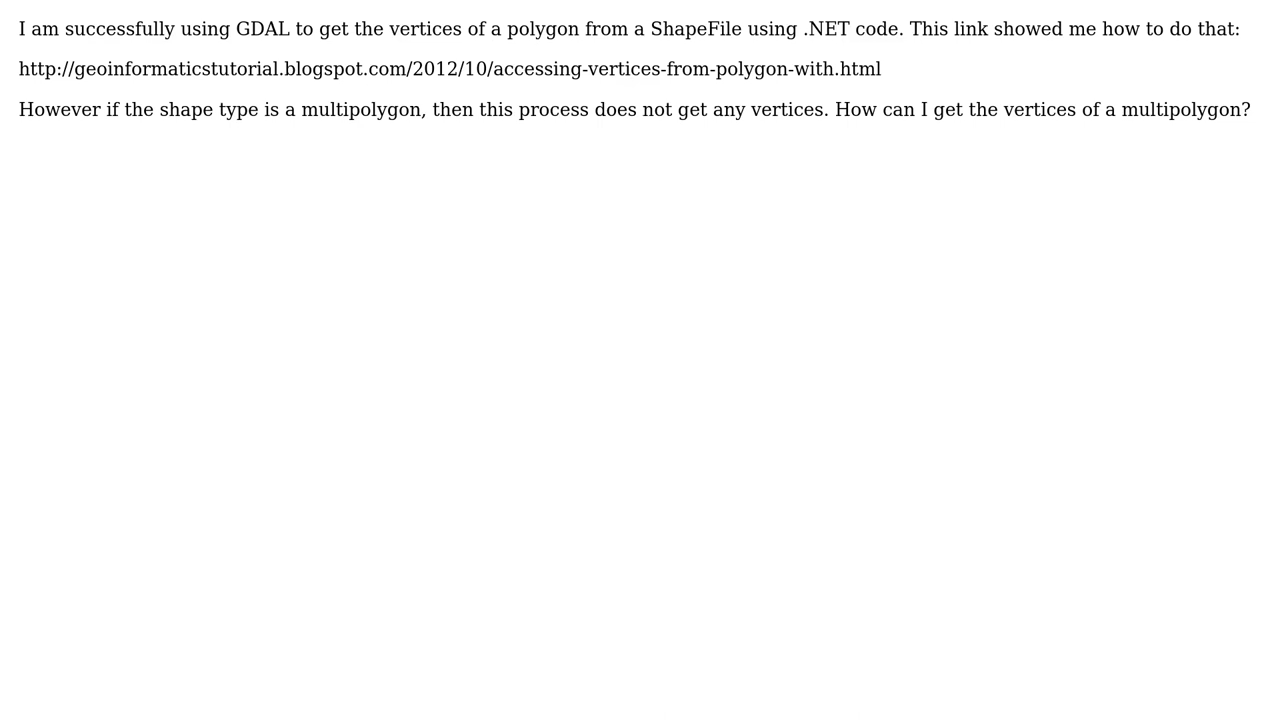 I am successfully using GDAL to get the vertices of a polygon from a ShapeFile using .NET code. This link showed me how to do that:
http://geoinformaticstutorial.blogspot.com/2012/10/accessing-vertices-from-polygon-with.html
However if the shape type is a multipolygon, then this process does not get any vertices. How can I get the vertices of a multipolygon?